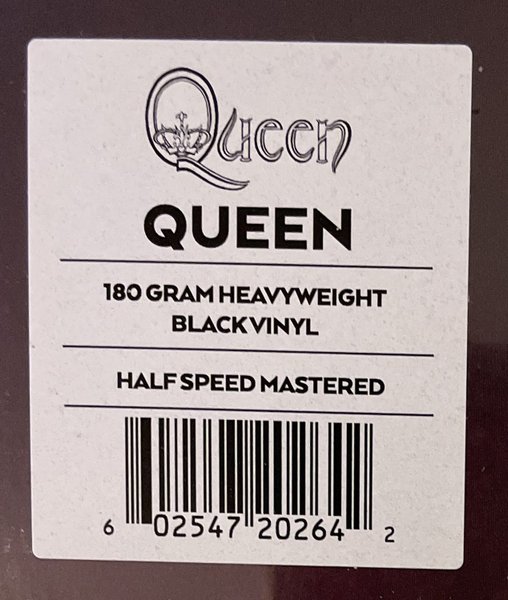 Queen
QUEEN
180 GRAM HEAVYWEIGHT
BLACK VINYL
HALF SPEED MASTERED
6 02547 20264 2